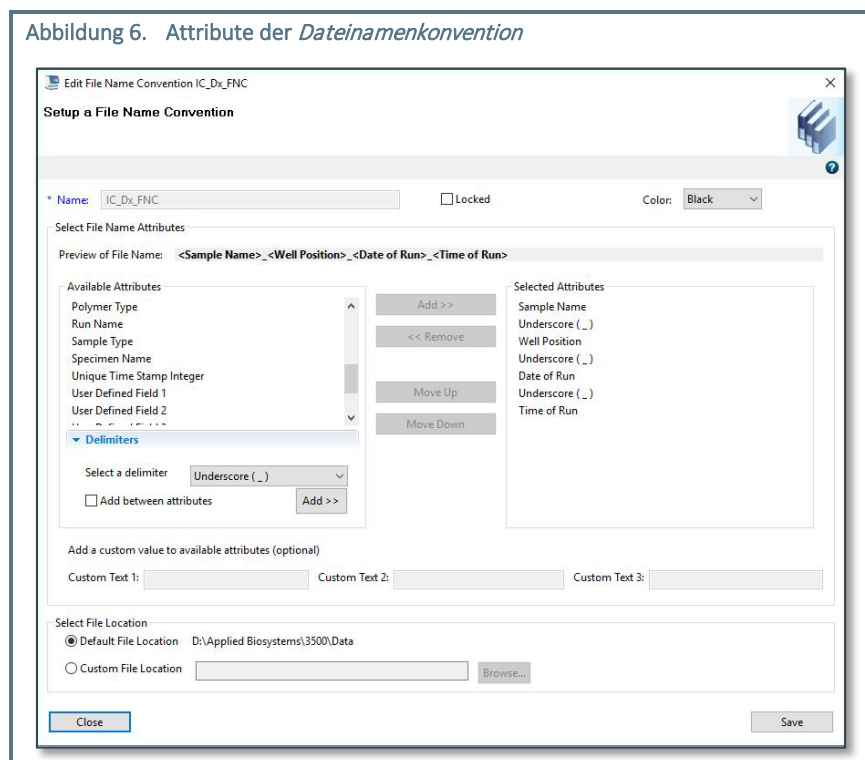 Abbildung 6. Attribute der Dateinamenkonvention
Edit File Name Convention IC_Dx_FNC
Setup a File Name Convention
* Name: IC_Dx_FNC Locked Color: Black
Select File Name Attributes
Preview of File Name: <Sample Name>_<Well Position>_<Date of Run>_<Time of Run>
Available Attributes
Polymer Type
Run Name
Sample Type
Specimen Name
Unique Time Stamp Integer
User Defined Field 1
User Defined Field 2
Delimiters
Select a delimiter Underscore ( _ )
Add between attributes Add >>
Add >>
<< Remove
Move Up
Move Down
Selected Attributes
Sample Name
Underscore ( _ )
Well Position
Underscore ( _ )
Date of Run
Underscore ( _ )
Time of Run
Add a custom value to available attributes (optional)
Custom Text 1: Custom Text 2: Custom Text 3:
Select File Location
Default File Location D:\Applied Biosystems\3500\Data
Custom File Location Browse...
Close Save